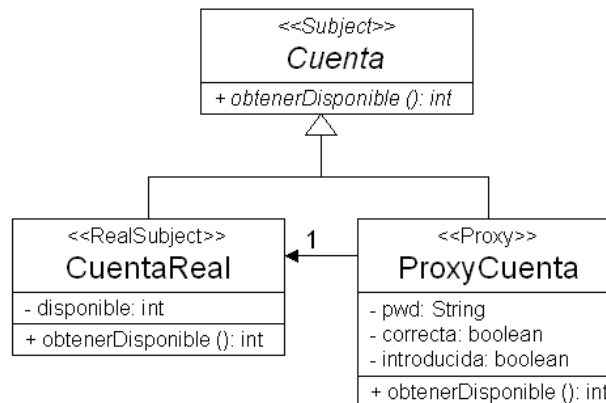 <<Subject>>
Cuenta
+ obtenerDisponible (): int
<<RealSubject>>
CuentaReal
- disponible: int
+ obtenerDisponible (): int
1
<<Proxy>>
ProxyCuenta
- pwd: String
- correcta: boolean
- introducida: boolean
+ obtenerDisponible (): int